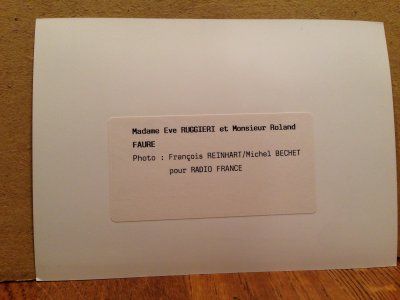 Madame Eve RUGGIERI et Monsieur Roland
FAURE
Photo : François REINHART/Michel BECHET
pour RADIO FRANCE